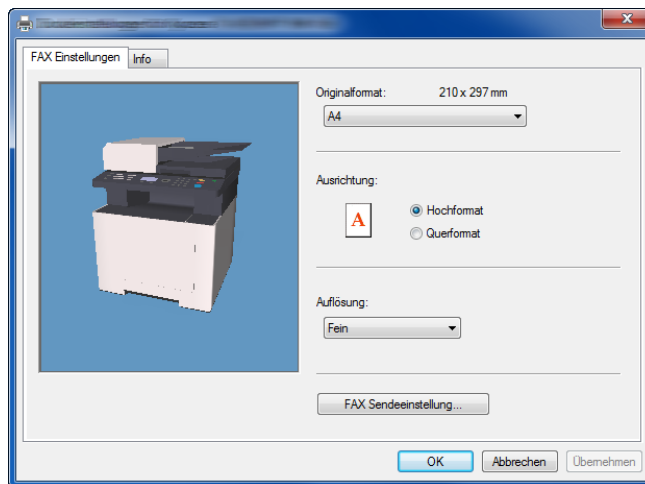 FAX Einstellungen
Info
Originalformat: 210 x 297 mm
A4
Ausrichtung:
A
Hochformat
Querformat
Auflösung:
Fein
FAX Sendeeinstellung...
OK
Abbrechen
Übernehmen